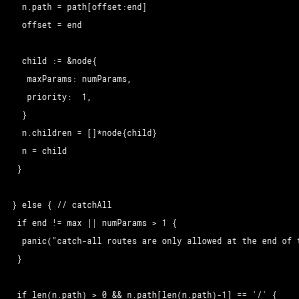 n.path = path[offset:end]
offset = end
child := &node{
maxParams: numParams,
priority:  1,
}
n.children = []*node{child}
n = child
}
} else { // catchAll
if end != max || numParams > 1 {
panic("catch-all routes are only allowed at the end of
}
if len(n.path) > 0 && n.path[len(n.path)-1] == '/' {